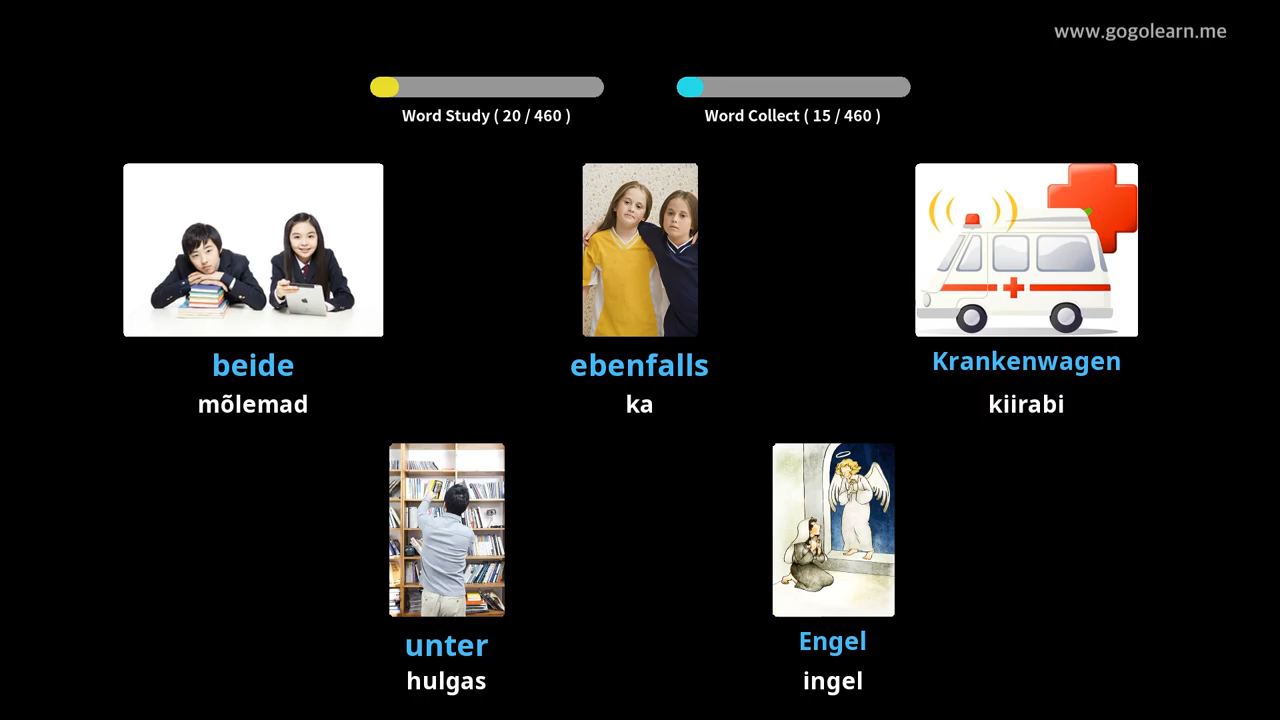 www.gogolearn.me
Word Study ( 20 / 460 )
Word Collect ( 15 / 460 )
beide
ebenfalls
Krankenwagen
mõlemad
ka
kiirabi
unter
Engel
hulgas
ingel